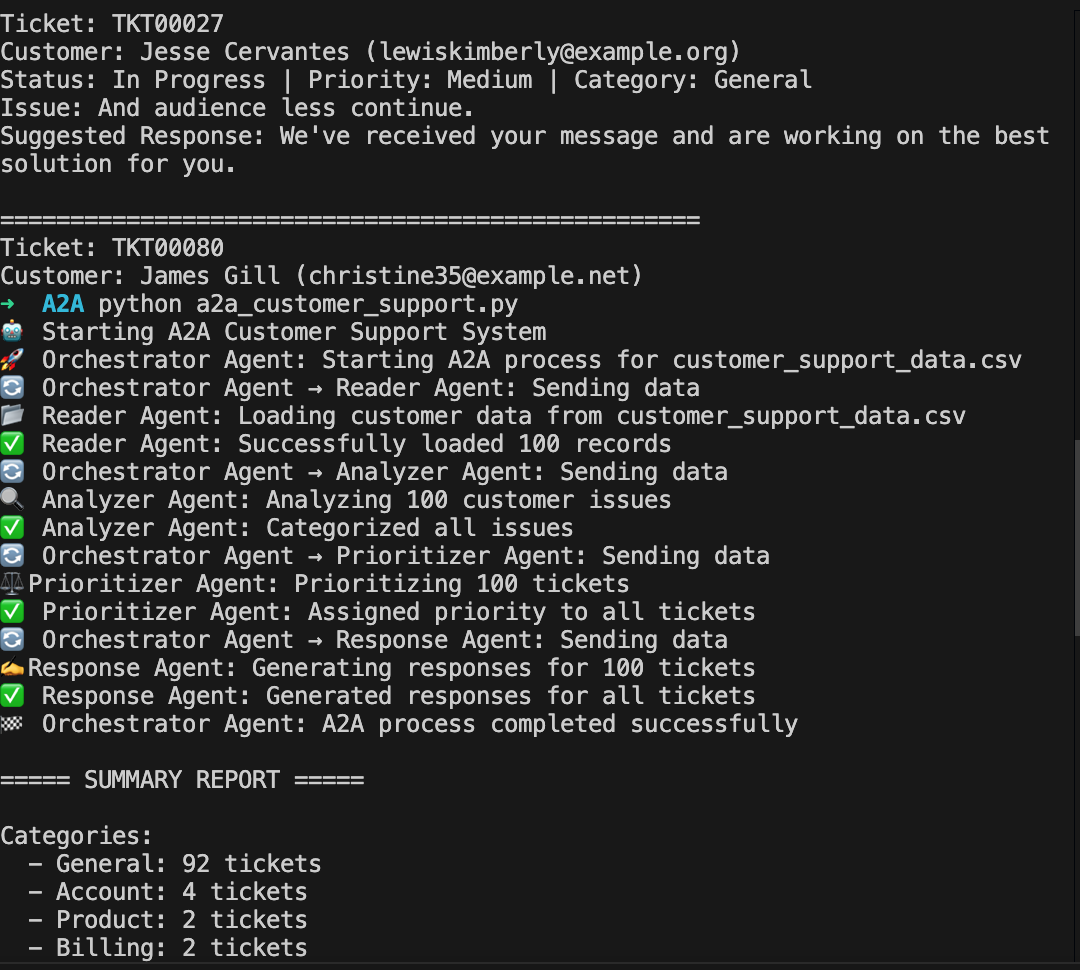 Ticket: TKT00027
Customer: Jesse Cervantes (lewiskimberly@example.org)
Status: In Progress | Priority: Medium | Category: General
Issue: And audience less continue.
Suggested Response: We've received your message and are working on the best
solution for you.
==================================================
Ticket: TKT00080
Customer: James Gill (christine35@example.net)
→ A2A python a2a_customer_support.py
🤖 Starting A2A Customer Support System
🚀 Orchestrator Agent: Starting A2A process for customer_support_data.csv
🔄 Orchestrator Agent → Reader Agent: Sending data
📂 Reader Agent: Loading customer data from customer_support_data.csv
✅ Reader Agent: Successfully loaded 100 records
🔄 Orchestrator Agent → Analyzer Agent: Sending data
🔍 Analyzer Agent: Analyzing 100 customer issues
✅ Analyzer Agent: Categorized all issues
🔄 Orchestrator Agent → Prioritizer Agent: Sending data
⚖️ Prioritizer Agent: Prioritizing 100 tickets
✅ Prioritizer Agent: Assigned priority to all tickets
🔄 Orchestrator Agent → Response Agent: Sending data
✍️ Response Agent: Generating responses for 100 tickets
✅ Response Agent: Generated responses for all tickets
🏁 Orchestrator Agent: A2A process completed successfully
===== SUMMARY REPORT =====
Categories:
- General: 92 tickets
- Account: 4 tickets
- Product: 2 tickets
- Billing: 2 tickets